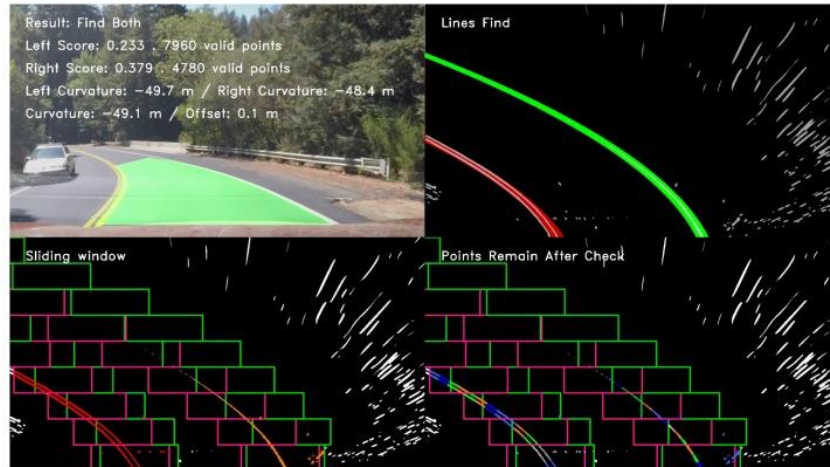 Result: Find Both
Left Score: 0.233 , 7960 valid points
Right Score: 0.379 , 4780 valid points
Left Curvature: -49.7 m / Right Curvature: -48.4 m
Curvature: -49.1 m / Offset: 0.1 m
Lines Find
Sliding window
Points Remain After Check